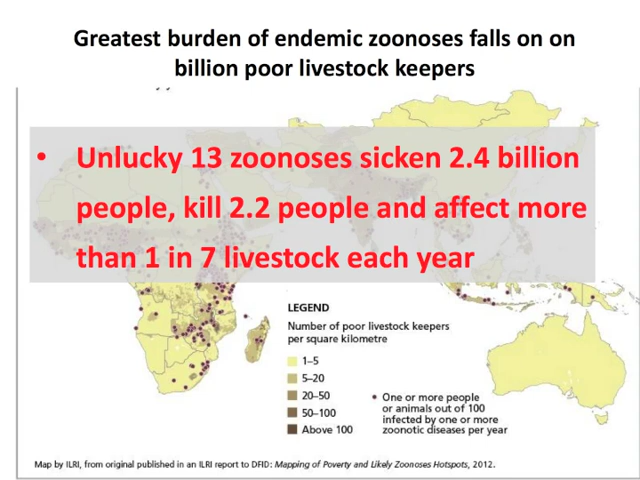 Greatest burden of endemic zoonoses falls on on
billion poor livestock keepers
• Unlucky 13 zoonoses sicken 2.4 billion
people, kill 2.2 people and affect more
than 1 in 7 livestock each year
LEGEND
Number of poor livestock keepers
per square kilometre
1–5
5–20
20–50
50–100
Above 100
One or more people
or animals out of 100
infected by one or more
zoonotic diseases per year
Map by ILRI, from original published in an ILRI report to DFID: Mapping of Poverty and Likely Zoonoses Hotspots, 2012.